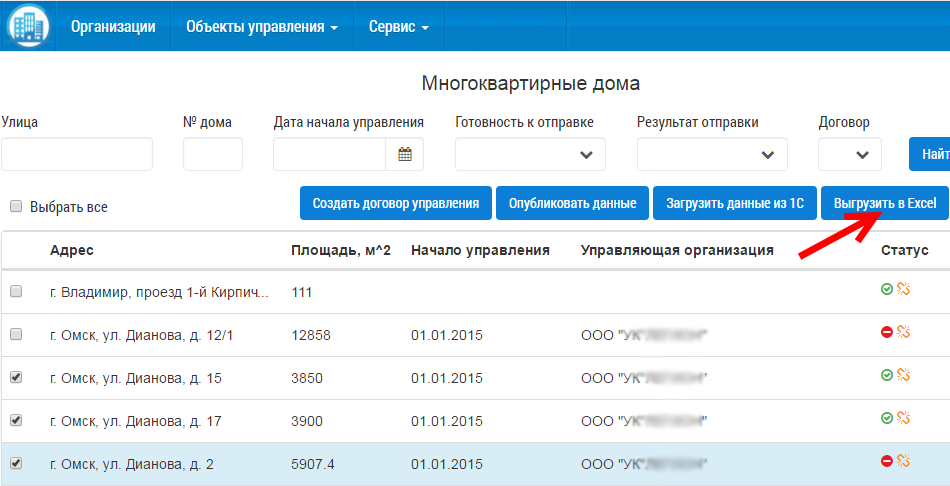 Организации Объекты управления Сервис
Многоквартирные дома
Улица № дома Дата начала управления Готовность к отправке Результат отправки Договор
Найт
Выбрать все Создать договор управления Опубликовать данные Загрузить данные из 1С Выгрузить в Excel
Адрес Площадь, м^2 Начало управления Управляющая организация Статус
г. Владимир, проезд 1-й Кирпич... 111
г. Омск, ул. Дианова, д. 12/1 12858 01.01.2015 ООО "УК" "
г. Омск, ул. Дианова, д. 15 3850 01.01.2015 ООО "УК" "
г. Омск, ул. Дианова, д. 17 3900 01.01.2015 ООО "УК" "
г. Омск, ул. Дианова, д. 2 5907.4 01.01.2015 ООО "УК" "